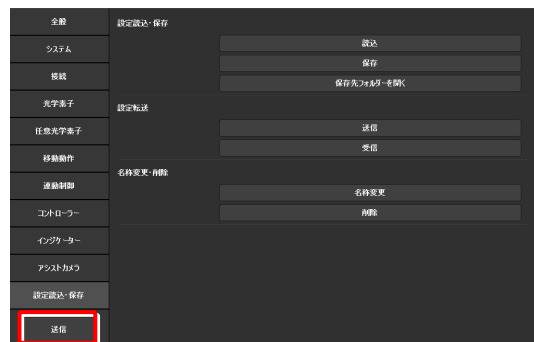 全般
システム
接続
光学素子
任意光学素子
移動動作
連動制御
コントローラー
インジケーター
アシストカメラ
設定読込・保存
送信
設定読込・保存
読込
保存
保存先フォルダーを開く
設定転送
送信
受信
名称変更・削除
名称変更
削除